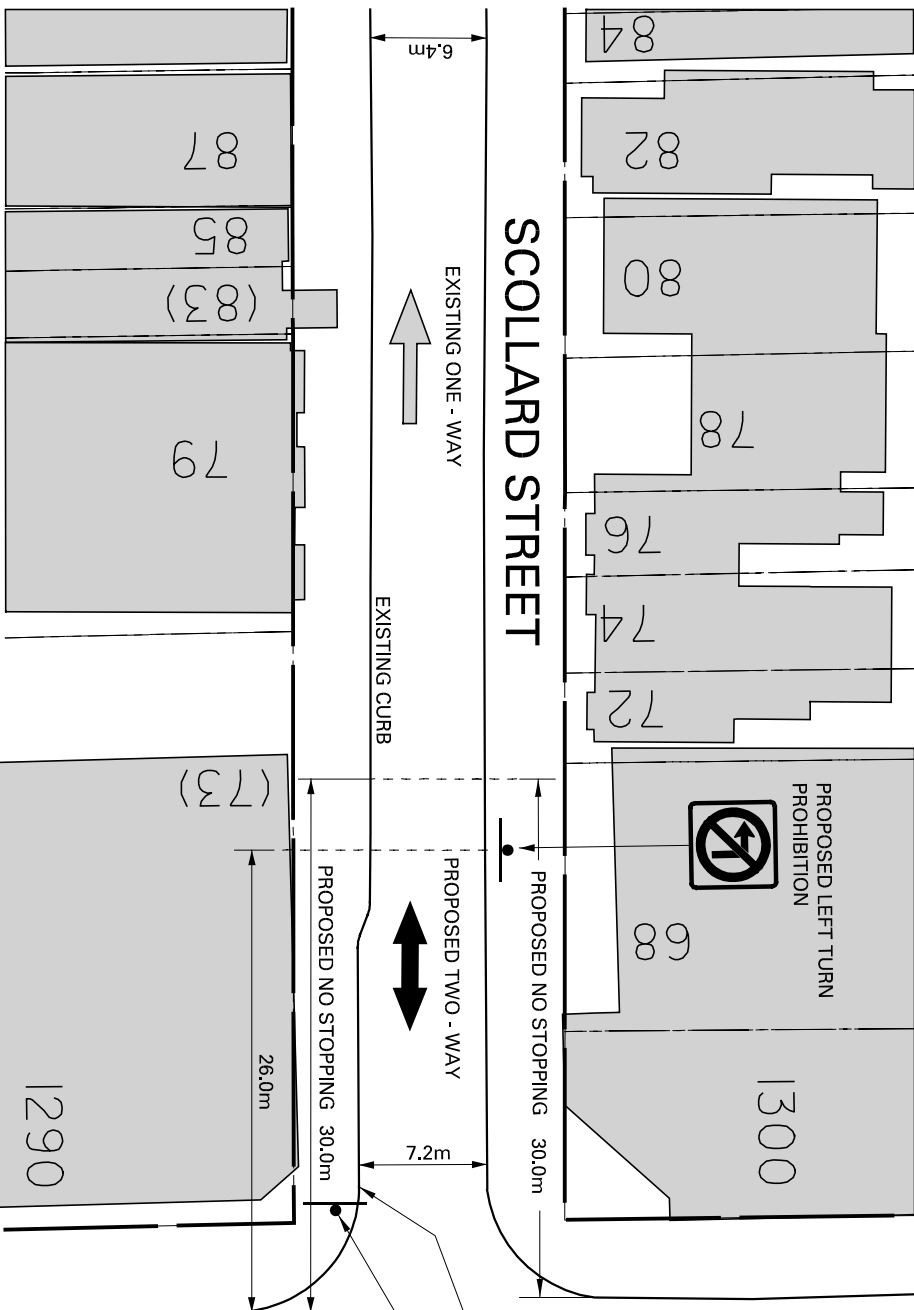 SCOLLARD STREET
EXISTING ONE - WAY
EXISTING CURB
PROPOSED TWO - WAY
PROPOSED NO STOPPING 30.0m
PROPOSED NO STOPPING 30.0m
PROPOSED LEFT TURN
PROHIBITION
6.4m
7.2m
26.0m
84
82
80
78
76
74
72
68
1300
87
85
(83)
79
(73)
1290